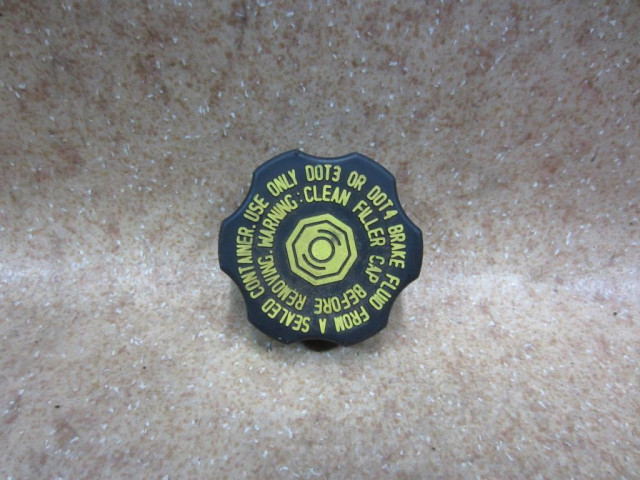 USE ONLY DOT3 OR DOT4 BRAKE FLUID FROM A SEALED CONTAINER.
WARNING: CLEAN FILLER CAP BEFORE REMOVING.